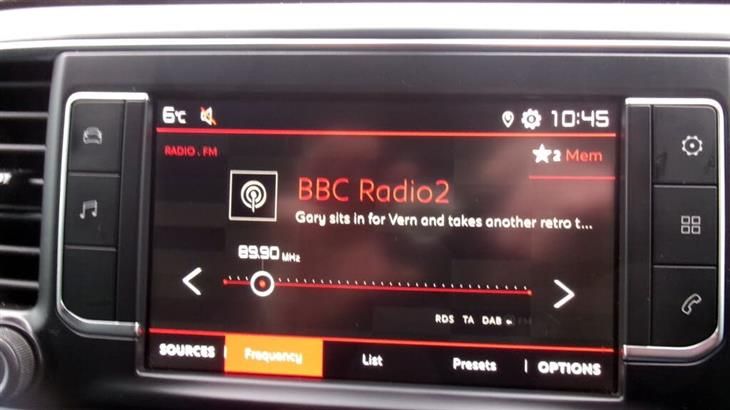 6°C 10:45
RADIO . FM 2 Mem
BBC Radio2
Gary sits in for Vern and takes another retro t...
89.90 MHz
RDS TA DAB FM
SOURCES Frequency List Presets OPTIONS